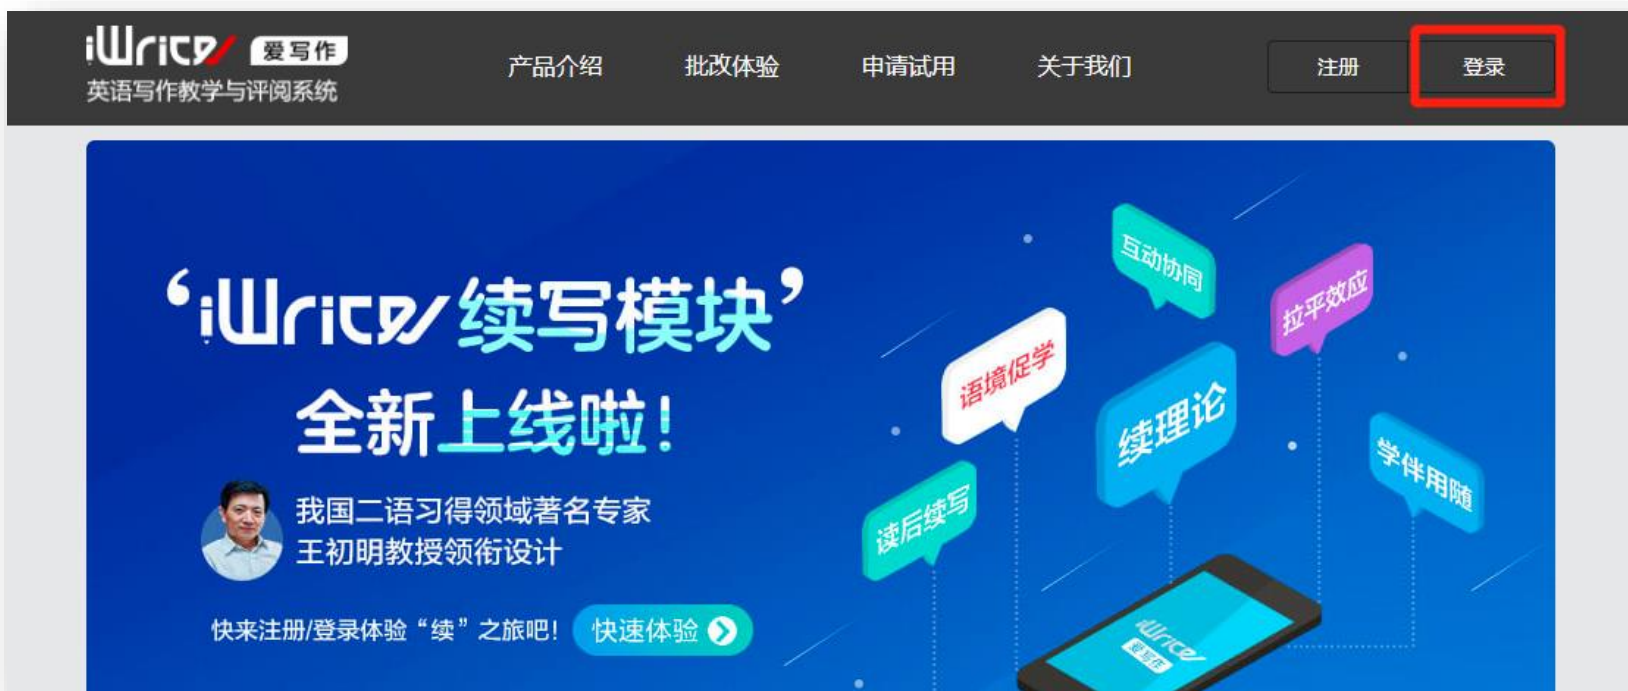 iWrite 爱写作
英语写作教学与评阅系统
产品介绍
批改体验
申请试用
关于我们
注册
登录
‘iWrite续写模块’
全新上线啦！
我国二语习得领域著名专家
王初明教授领衔设计
快来注册/登录体验“续”之旅吧！
快速体验
互动协同
拉平效应
语境促学
续理论
学伴用随
读后续写
iWrite
爱写作